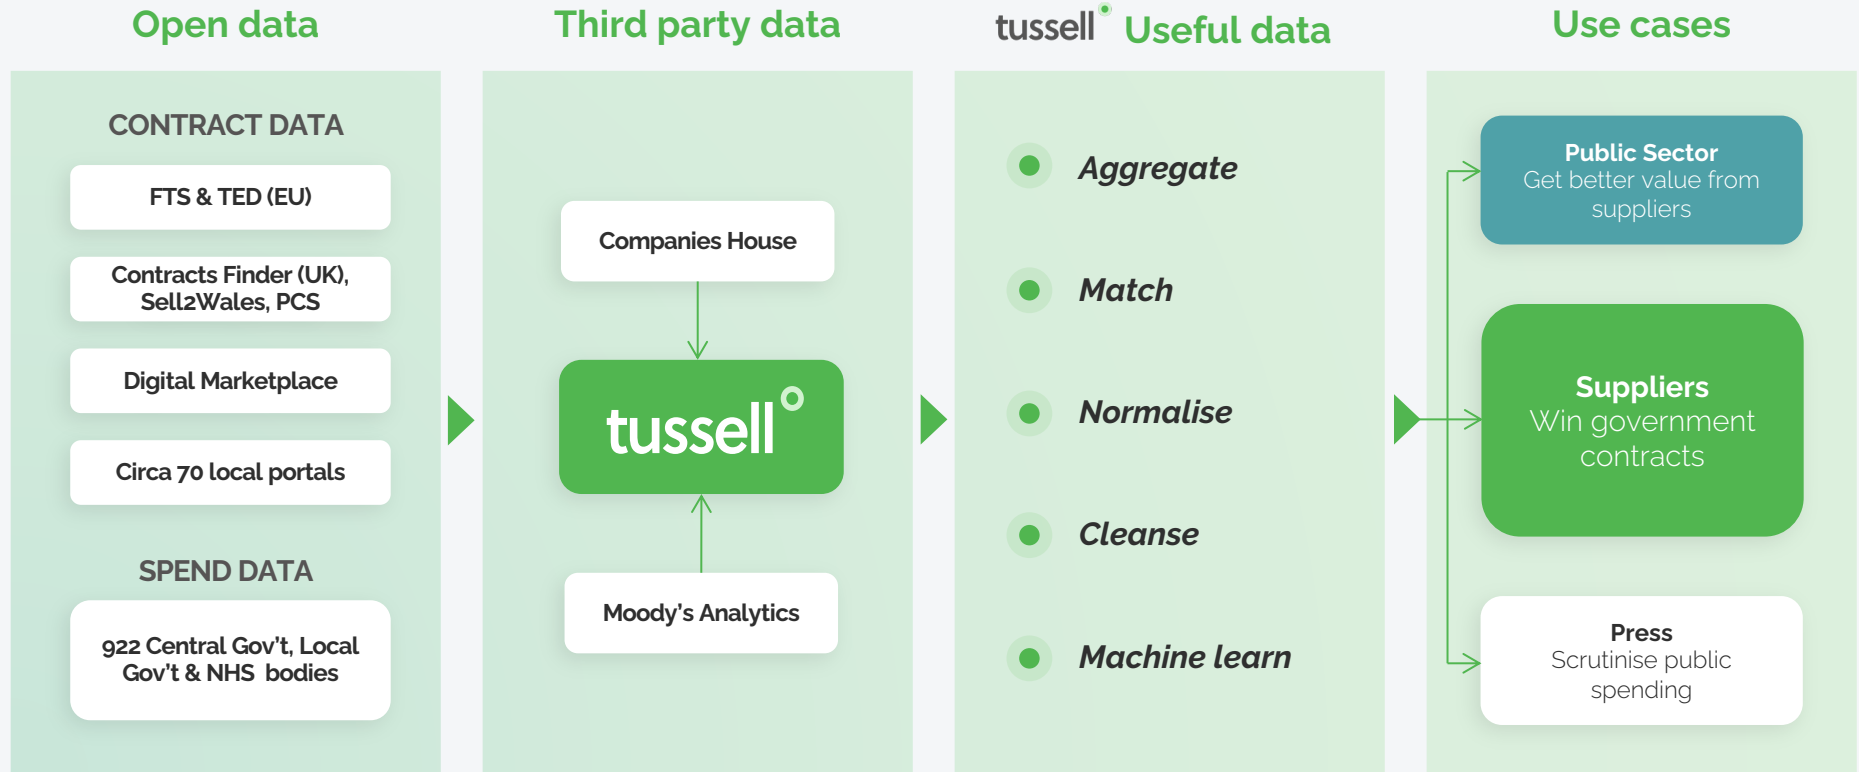 Open data
CONTRACT DATA
FTS & TED (EU)
Contracts Finder (UK),
Sell2Wales, PCS
Digital Marketplace
Circa 70 local portals
SPEND DATA
922 Central Gov't, Local
Gov't & NHS bodies
Third party data
Companies House
tussell
Moody's Analytics
tussell Useful data
Aggregate
Match
Normalise
Cleanse
Machine learn
Use cases
Public Sector
Get better value from
suppliers
Suppliers
Win government
contracts
Press
Scrutinise public
spending